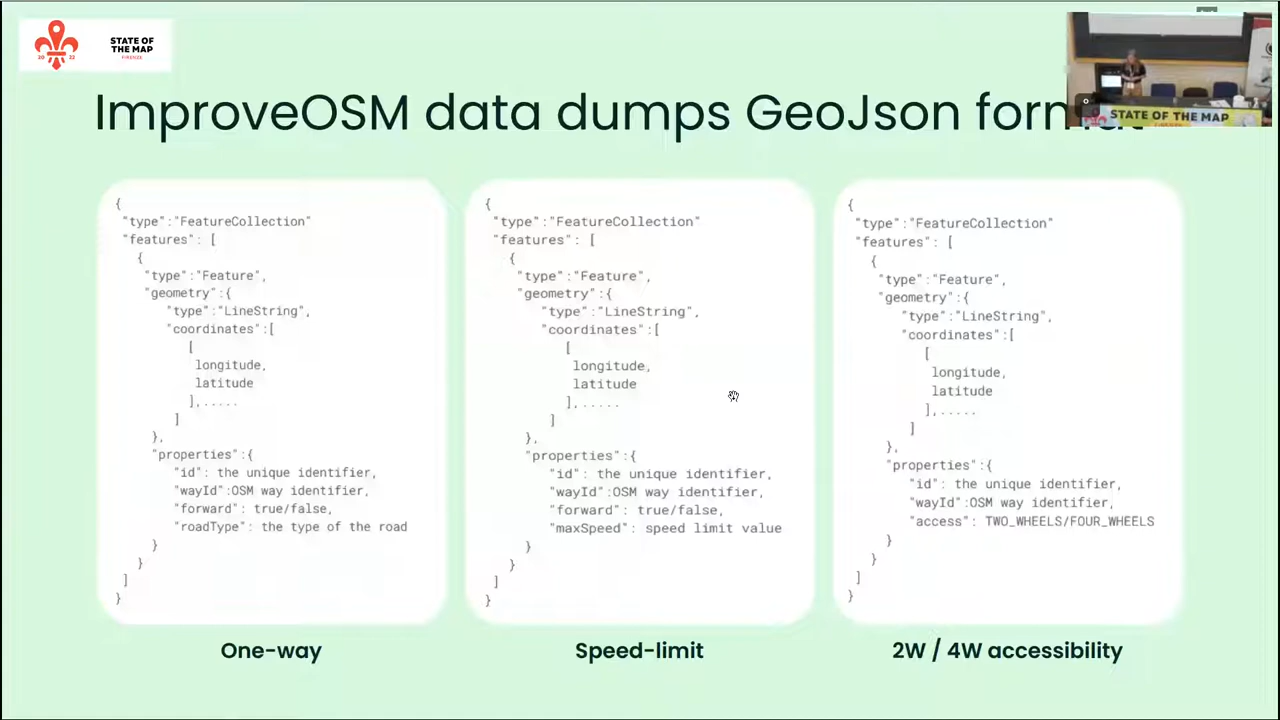 20 22
STATE OF
THE MAP
FIRENZE
ImproveOSM data dumps GeoJson format
STATE OF THE MAP
{
"type":"FeatureCollection"
"features": [
{
"type":"Feature",
"geometry":{
"type":"LineString",
"coordinates":[
[
longitude,
latitude
],.....
]
},
"properties":{
"id": the unique identifier,
"wayId":OSM way identifier,
"forward": true/false,
"roadType": the type of the road
}
}
]
}
One-way
{
"type":"FeatureCollection"
"features": [
{
"type":"Feature",
"geometry":{
"type":"LineString",
"coordinates":[
[
longitude,
latitude
],.....
]
},
"properties":{
"id": the unique identifier,
"wayId":OSM way identifier,
"forward": true/false,
"maxSpeed": speed limit value
}
}
]
}
Speed-limit
{
"type":"FeatureCollection"
"features": [
{
"type":"Feature",
"geometry":{
"type":"LineString",
"coordinates":[
[
longitude,
latitude
],.....
]
},
"properties":{
"id": the unique identifier,
"wayId":OSM way identifier,
"access": TWO_WHEELS/FOUR_WHEELS
}
}
]
}
2W / 4W accessibility